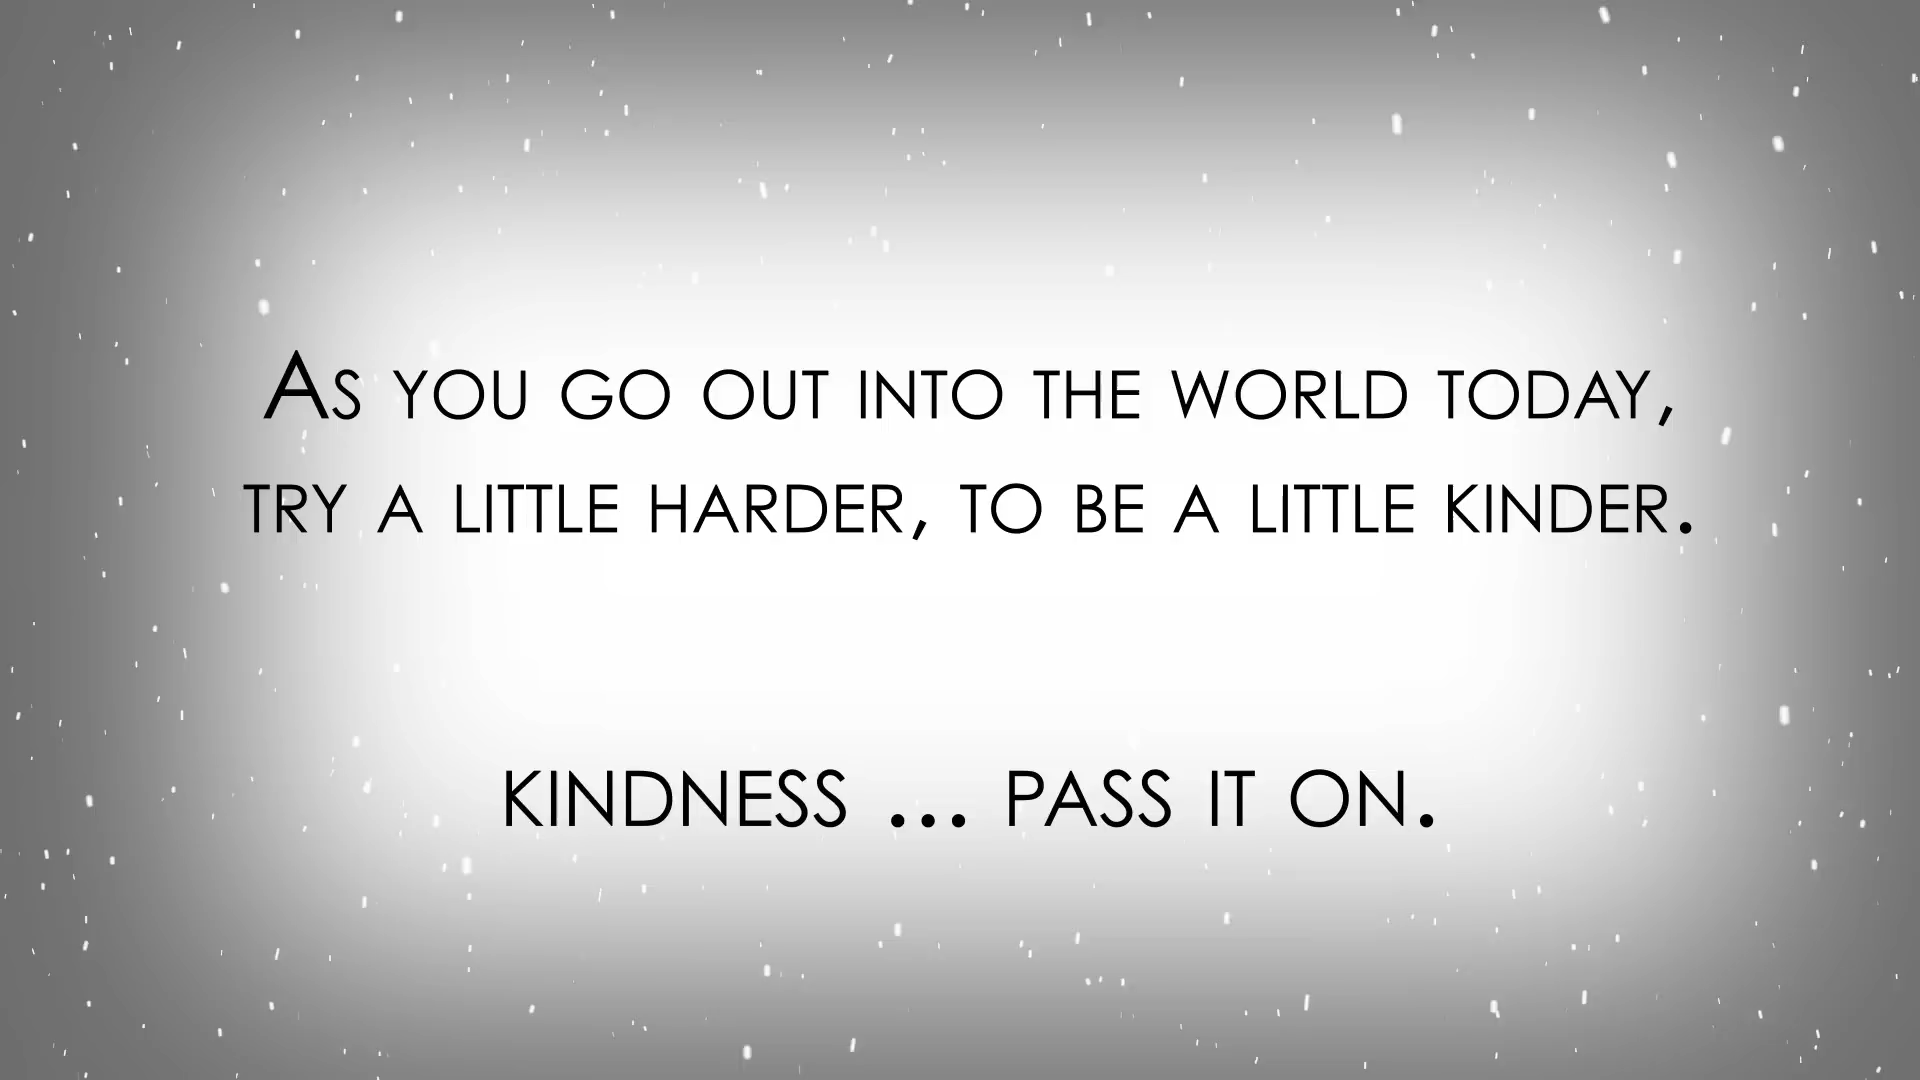 As you go out into the world today,
try a little harder, to be a little kinder.
kindness ... pass it on.